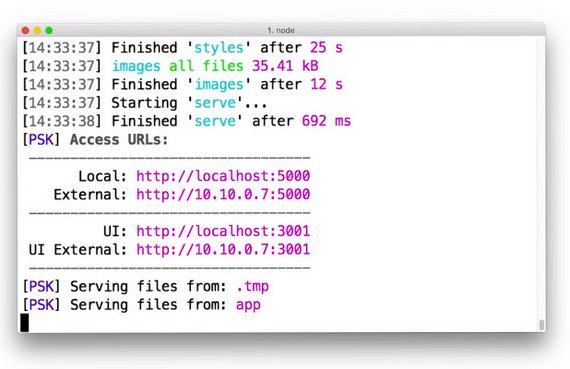 1. node
[14:33:37] Finished 'styles' after 25 s
[14:33:37] images all files 35.41 kB
[14:33:37] Finished 'images' after 12 s
[14:33:37] Starting 'serve'...
[14:33:38] Finished 'serve' after 692 ms
[PSK] Access URLs:
-----------------------------------
Local: http://localhost:5000
External: http://10.10.0.7:5000
-----------------------------------
UI: http://localhost:3001
UI External: http://10.10.0.7:3001
-----------------------------------
[PSK] Serving files from: .tmp
[PSK] Serving files from: app